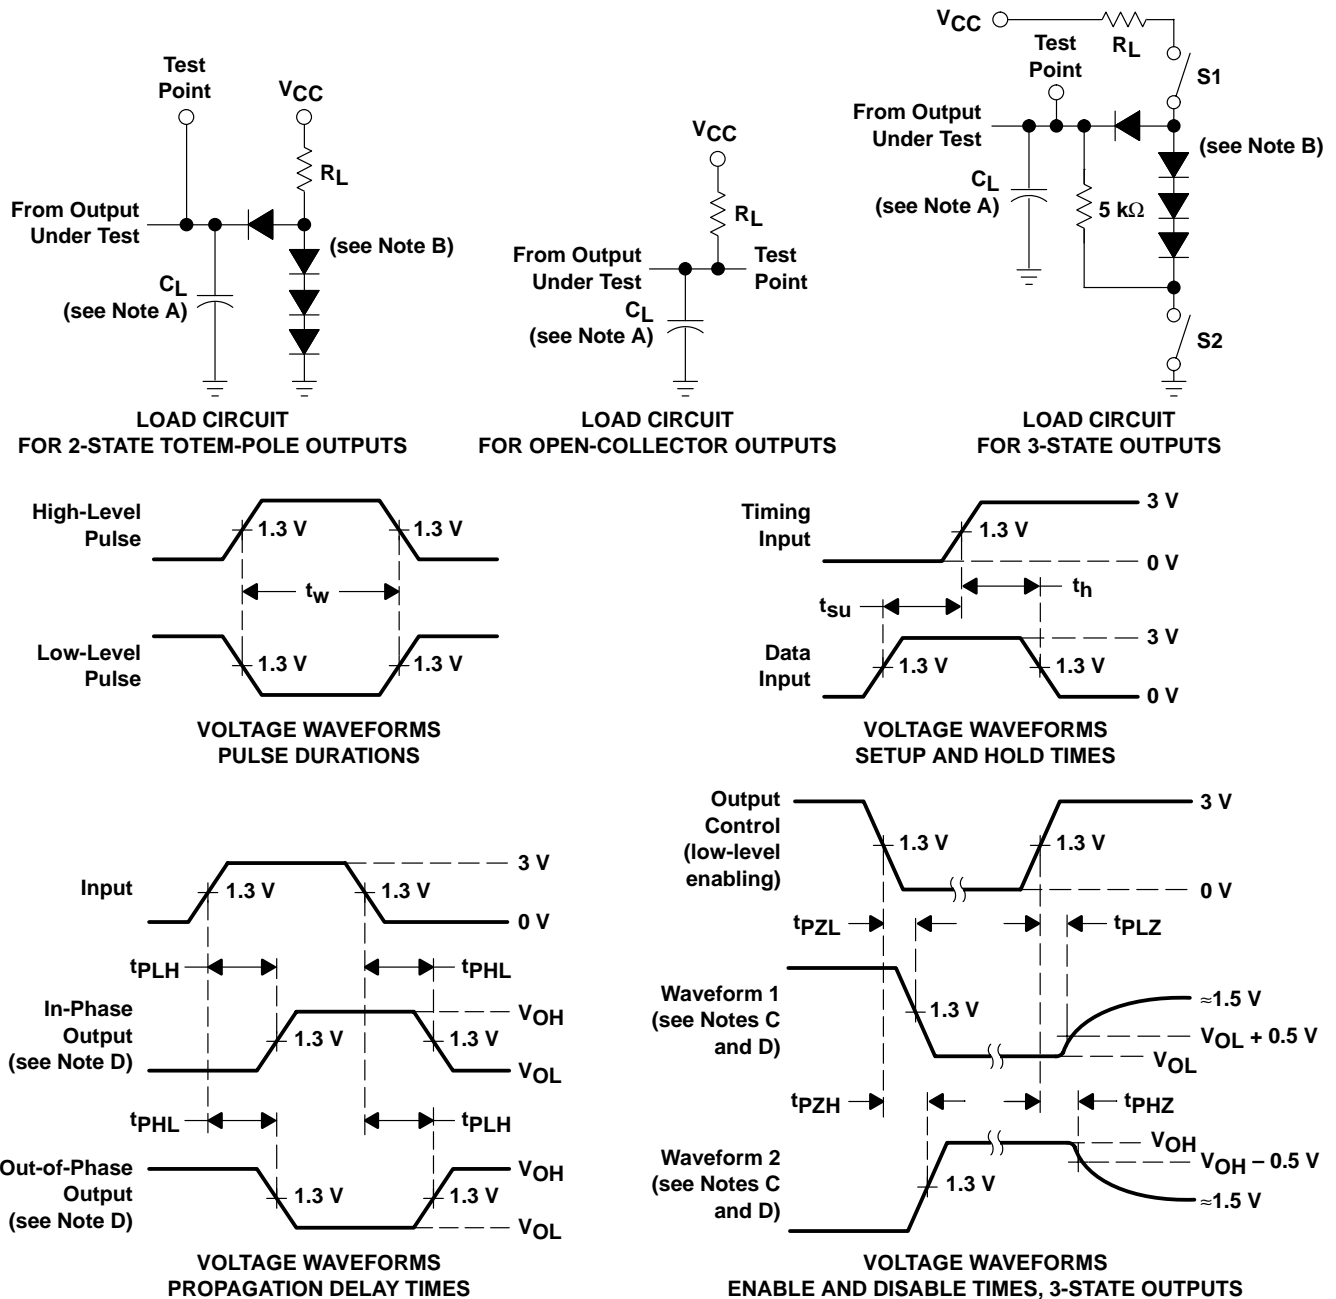 Test
Point
VCC
RL
From Output
Under Test
(see Note B)
CL
(see Note A)
LOAD CIRCUIT
FOR 2-STATE TOTEM-POLE OUTPUTS
VCC
RL
From Output
Under Test
Test
Point
CL
(see Note A)
LOAD CIRCUIT
FOR OPEN-COLLECTOR OUTPUTS
VCC
RL
Test
Point
S1
From Output
Under Test
(see Note B)
CL
(see Note A)
5 kΩ
S2
LOAD CIRCUIT
FOR 3-STATE OUTPUTS
High-Level
Pulse
1.3 V
1.3 V
tw
Low-Level
Pulse
1.3 V
1.3 V
VOLTAGE WAVEFORMS
PULSE DURATIONS
Timing
Input
1.3 V
3 V
0 V
th
tsu
Data
Input
1.3 V
1.3 V
3 V
0 V
VOLTAGE WAVEFORMS
SETUP AND HOLD TIMES
Input
1.3 V
1.3 V
3 V
0 V
tPLH
tPHL
In-Phase
Output
(see Note D)
1.3 V
1.3 V
VOH
VOL
tPHL
tPLH
Out-of-Phase
Output
(see Note D)
1.3 V
1.3 V
VOH
VOL
VOLTAGE WAVEFORMS
PROPAGATION DELAY TIMES
Output
Control
(low-level
enabling)
1.3 V
1.3 V
3 V
0 V
tPZL
tPLZ
Waveform 1
(see Notes C
and D)
1.3 V
≈1.5 V
VOL + 0.5 V
VOL
tPZH
tPHZ
Waveform 2
(see Notes C
and D)
1.3 V
VOH
VOH – 0.5 V
≈1.5 V
VOLTAGE WAVEFORMS
ENABLE AND DISABLE TIMES, 3-STATE OUTPUTS